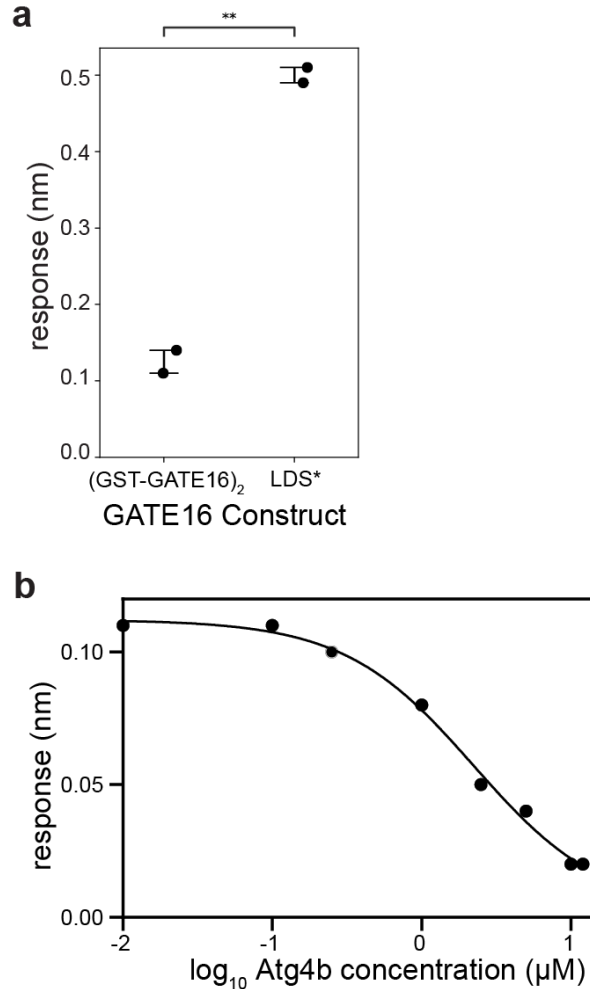 a
**
0.5
0.4
0.3
0.2
0.1
0.0
response (nm)
(GST-GATE16)₂ LDS*
GATE16 Construct
b
0.10
0.05
0.00
response (nm)
-2 -1 0 1
log₁₀ Atg4b concentration (µM)